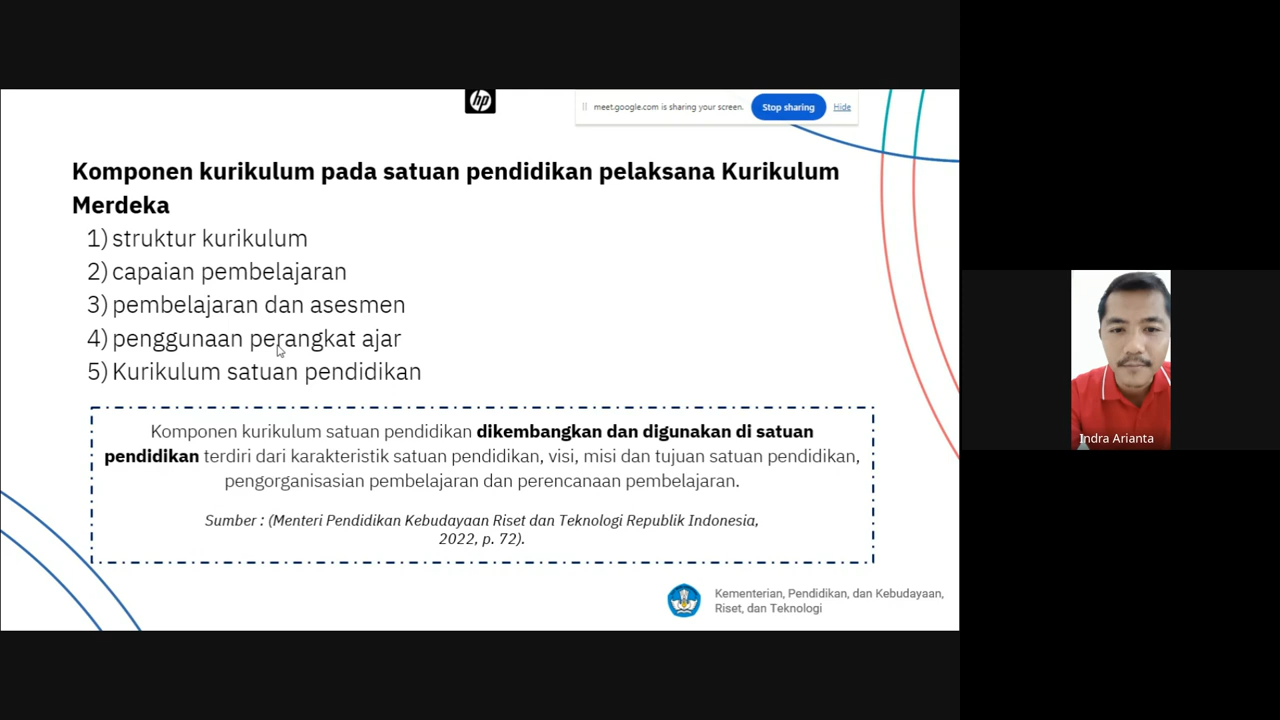 hp
meet.google.com is sharing your screen.
Stop sharing
Hide
Komponen kurikulum pada satuan pendidikan pelaksana Kurikulum
Merdeka
1) struktur kurikulum
2) capaian pembelajaran
3) pembelajaran dan asesmen
4) penggunaan perangkat ajar
5) Kurikulum satuan pendidikan
Komponen kurikulum satuan pendidikan dikembangkan dan digunakan di satuan
pendidikan terdiri dari karakteristik satuan pendidikan, visi, misi dan tujuan satuan pendidikan,
pengorganisasian pembelajaran dan perencanaan pembelajaran.
Sumber : (Menteri Pendidikan Kebudayaan Riset dan Teknologi Republik Indonesia,
2022, p. 72).
Kementerian, Pendidikan, dan Kebudayaan,
Riset, dan Teknologi
Indra Arianta